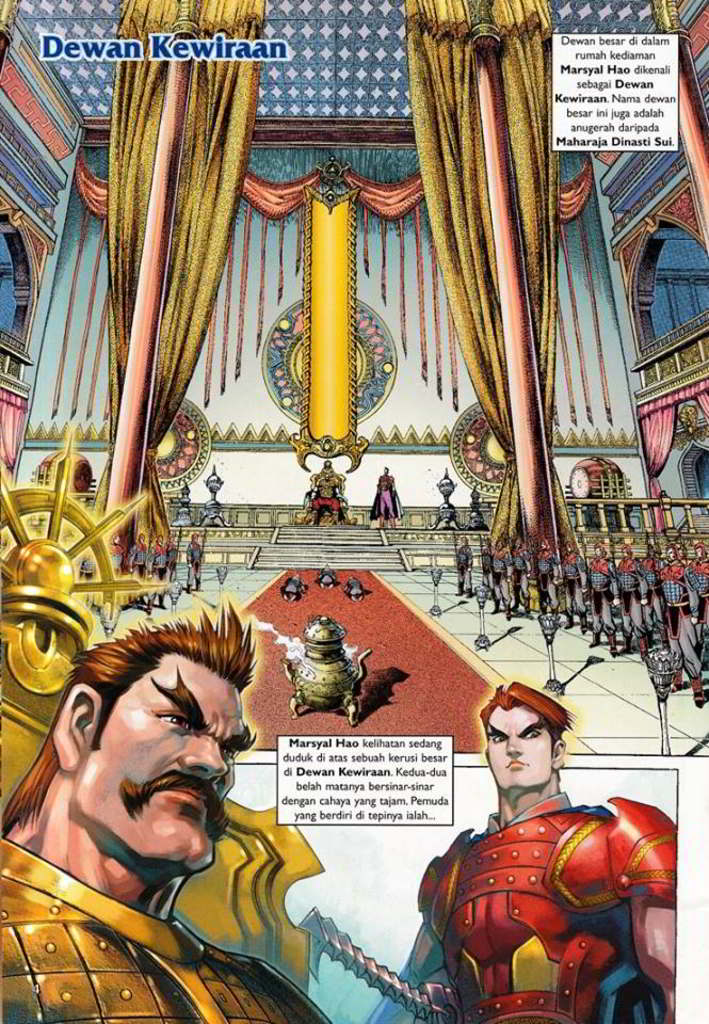 Dewan Kewiraan
Dewan besar di dalam
rumah kediaman
Marsyal Hao dikenali
sebagai Dewan
Kewiraan. Nama dewan
besar ini juga adalah
anugerah daripada
Maharaja Dinasti Sui.
Marsyal Hao kelihatan sedang
duduk di atas sebuah kerusi besar
di Dewan Kewiraan. Kedua-dua
belah matanya bersinar-sinar
dengan cahaya yang tajam. Pemuda
yang berdiri di tepinya ialah...
4